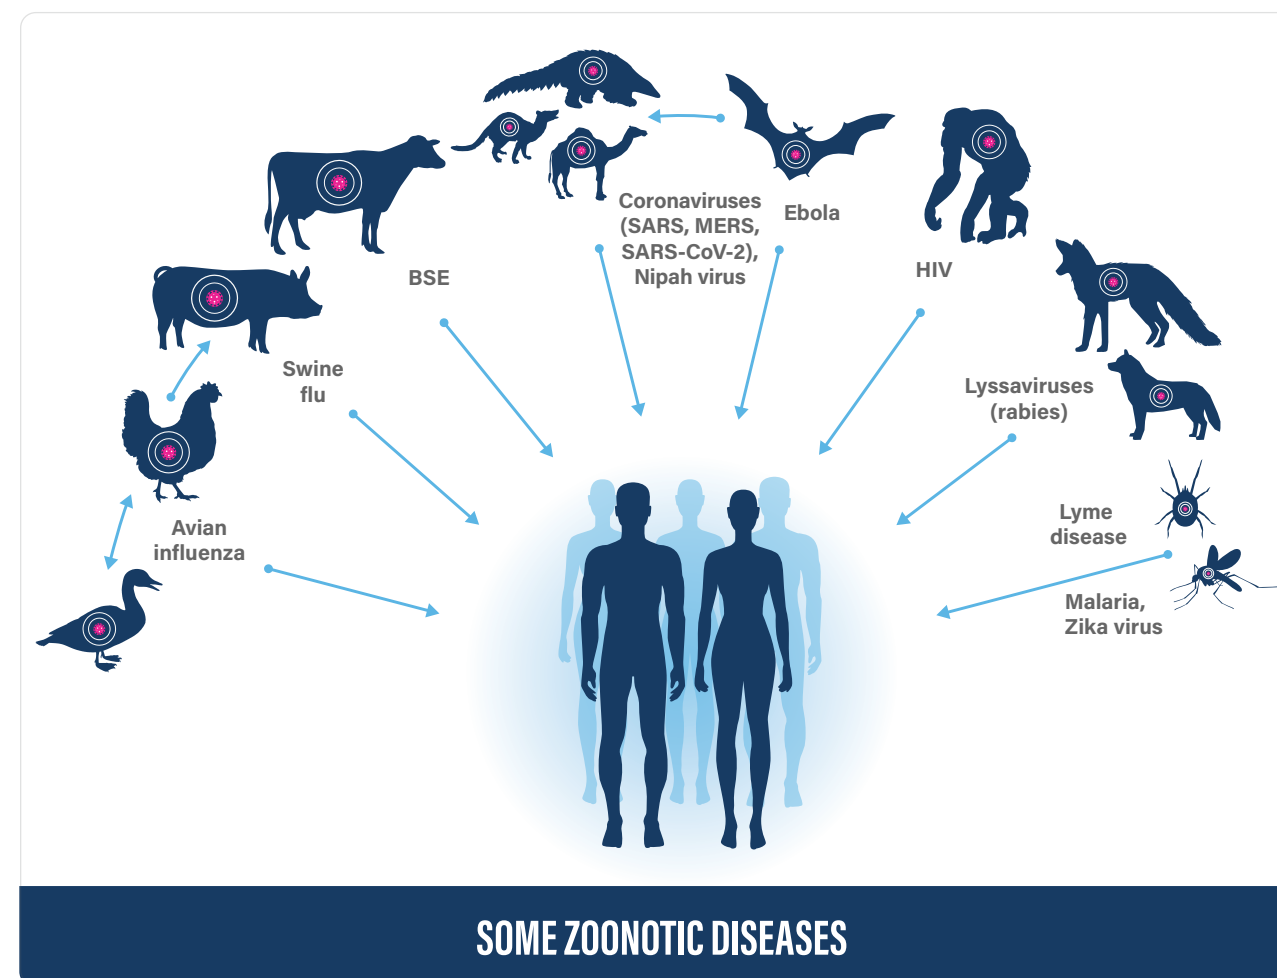 Coronaviruses
(SARS, MERS,
SARS-CoV-2),
Nipah virus
Ebola
BSE
HIV
Swine
flu
Lyssaviruses
(rabies)
Avian
influenza
Lyme
disease
Malaria,
Zika virus
SOME ZOONOTIC DISEASES